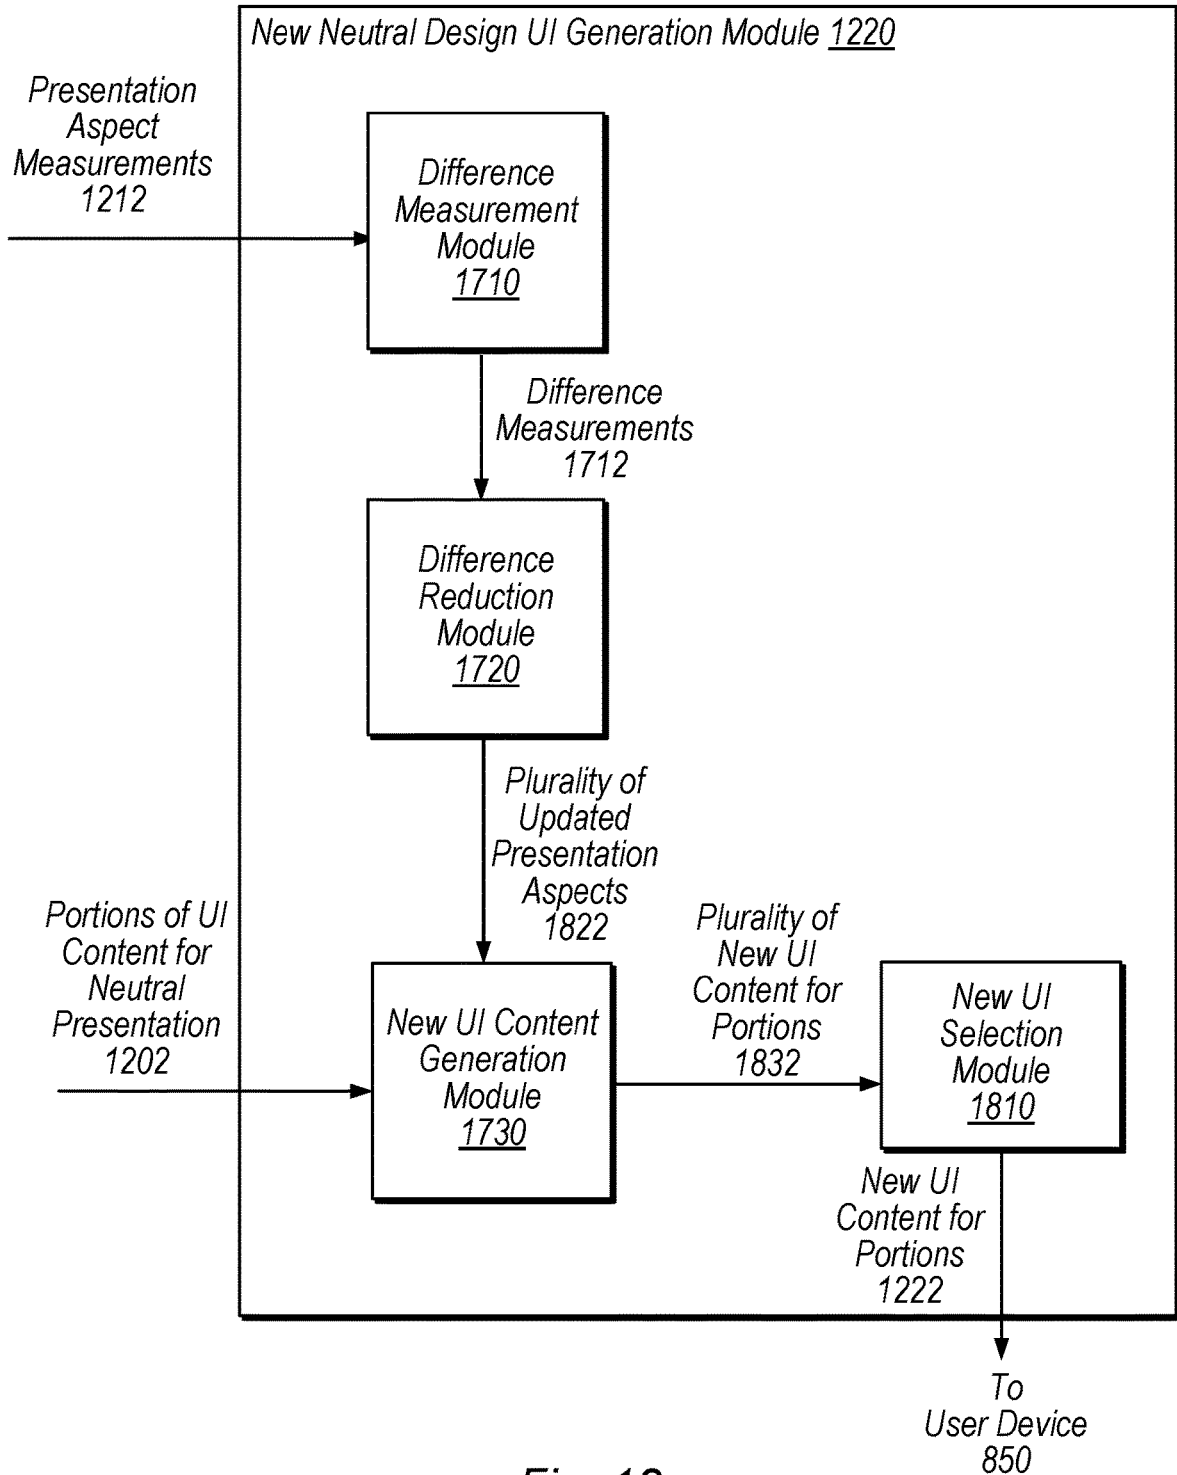 New Neutral Design UI Generation Module 1220
Presentation
Aspect
Measurements
1212
Difference
Measurement
Module
1710
Difference
Measurements
1712
Difference
Reduction
Module
1720
Plurality of
Updated
Presentation
Aspects
1822
Portions of UI
Content for
Neutral
Presentation
1202
New UI Content
Generation
Module
1730
Plurality of
New UI
Content for
Portions
1832
New UI
Selection
Module
1810
New UI
Content for
Portions
1222
To
User Device
850